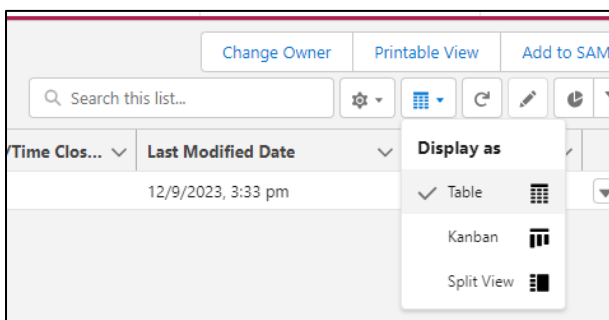 Change Owner Printable View Add to SAM
Search this list...
/Time Clos... Last Modified Date Display as
12/9/2023, 3:33 pm Table
Kanban
Split View